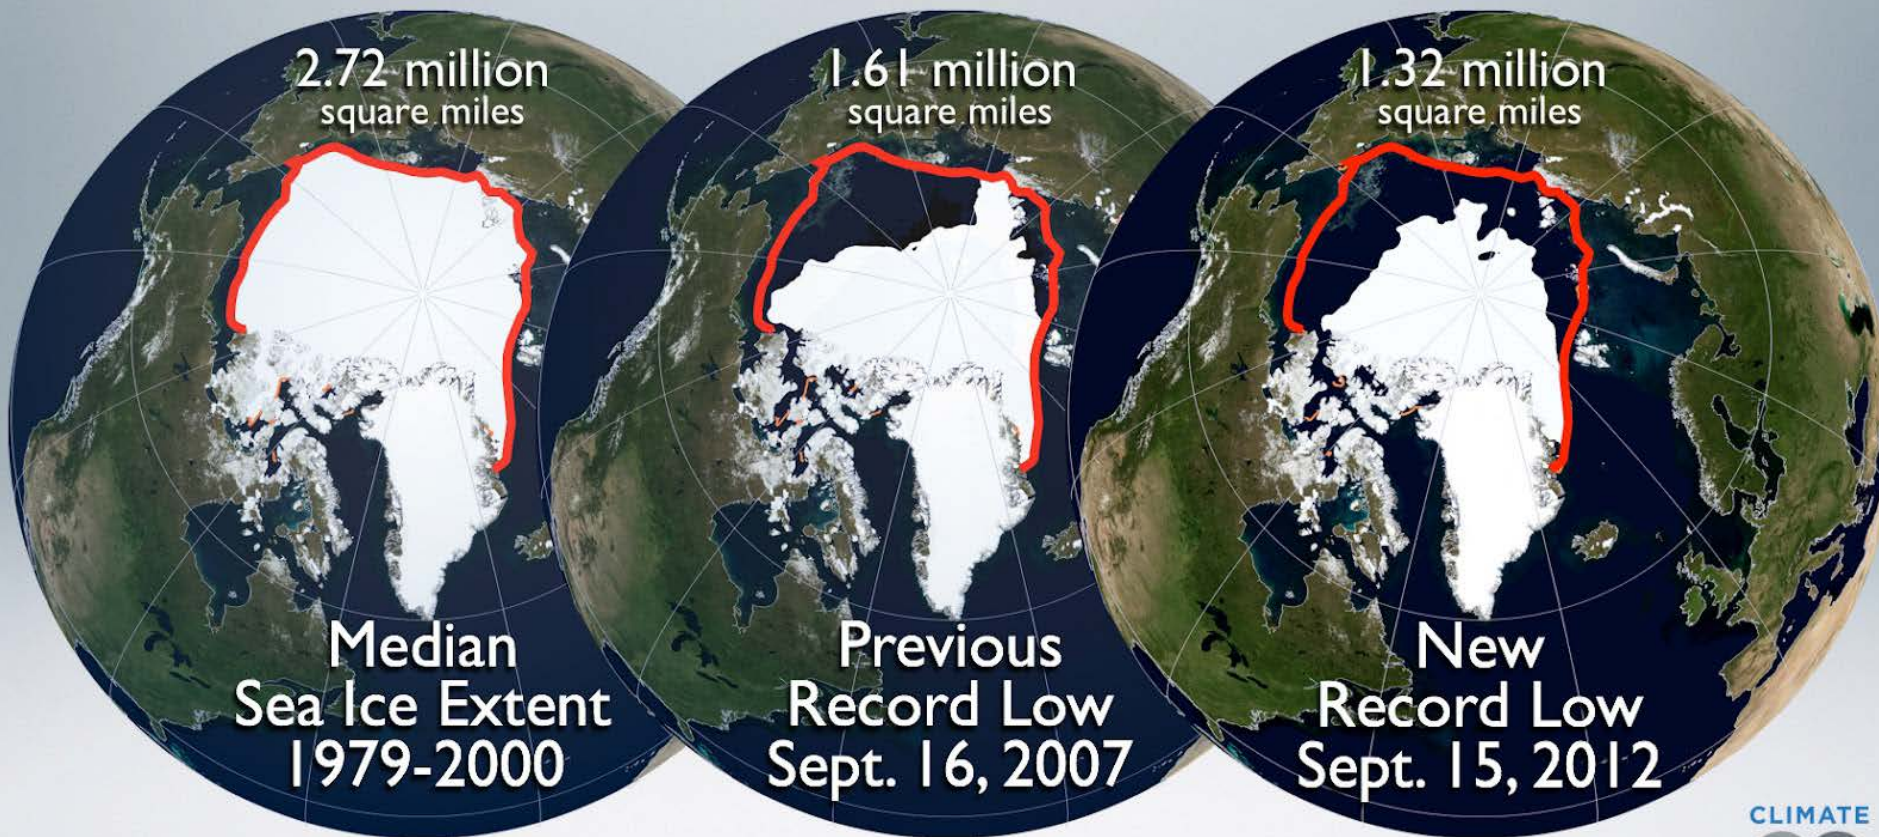 2.72 million
square miles
Median
Sea Ice Extent
1979-2000
1.61 million
square miles
Previous
Record Low
Sept. 16, 2007
1.32 million
square miles
New
Record Low
Sept. 15, 2012
CLIMATE